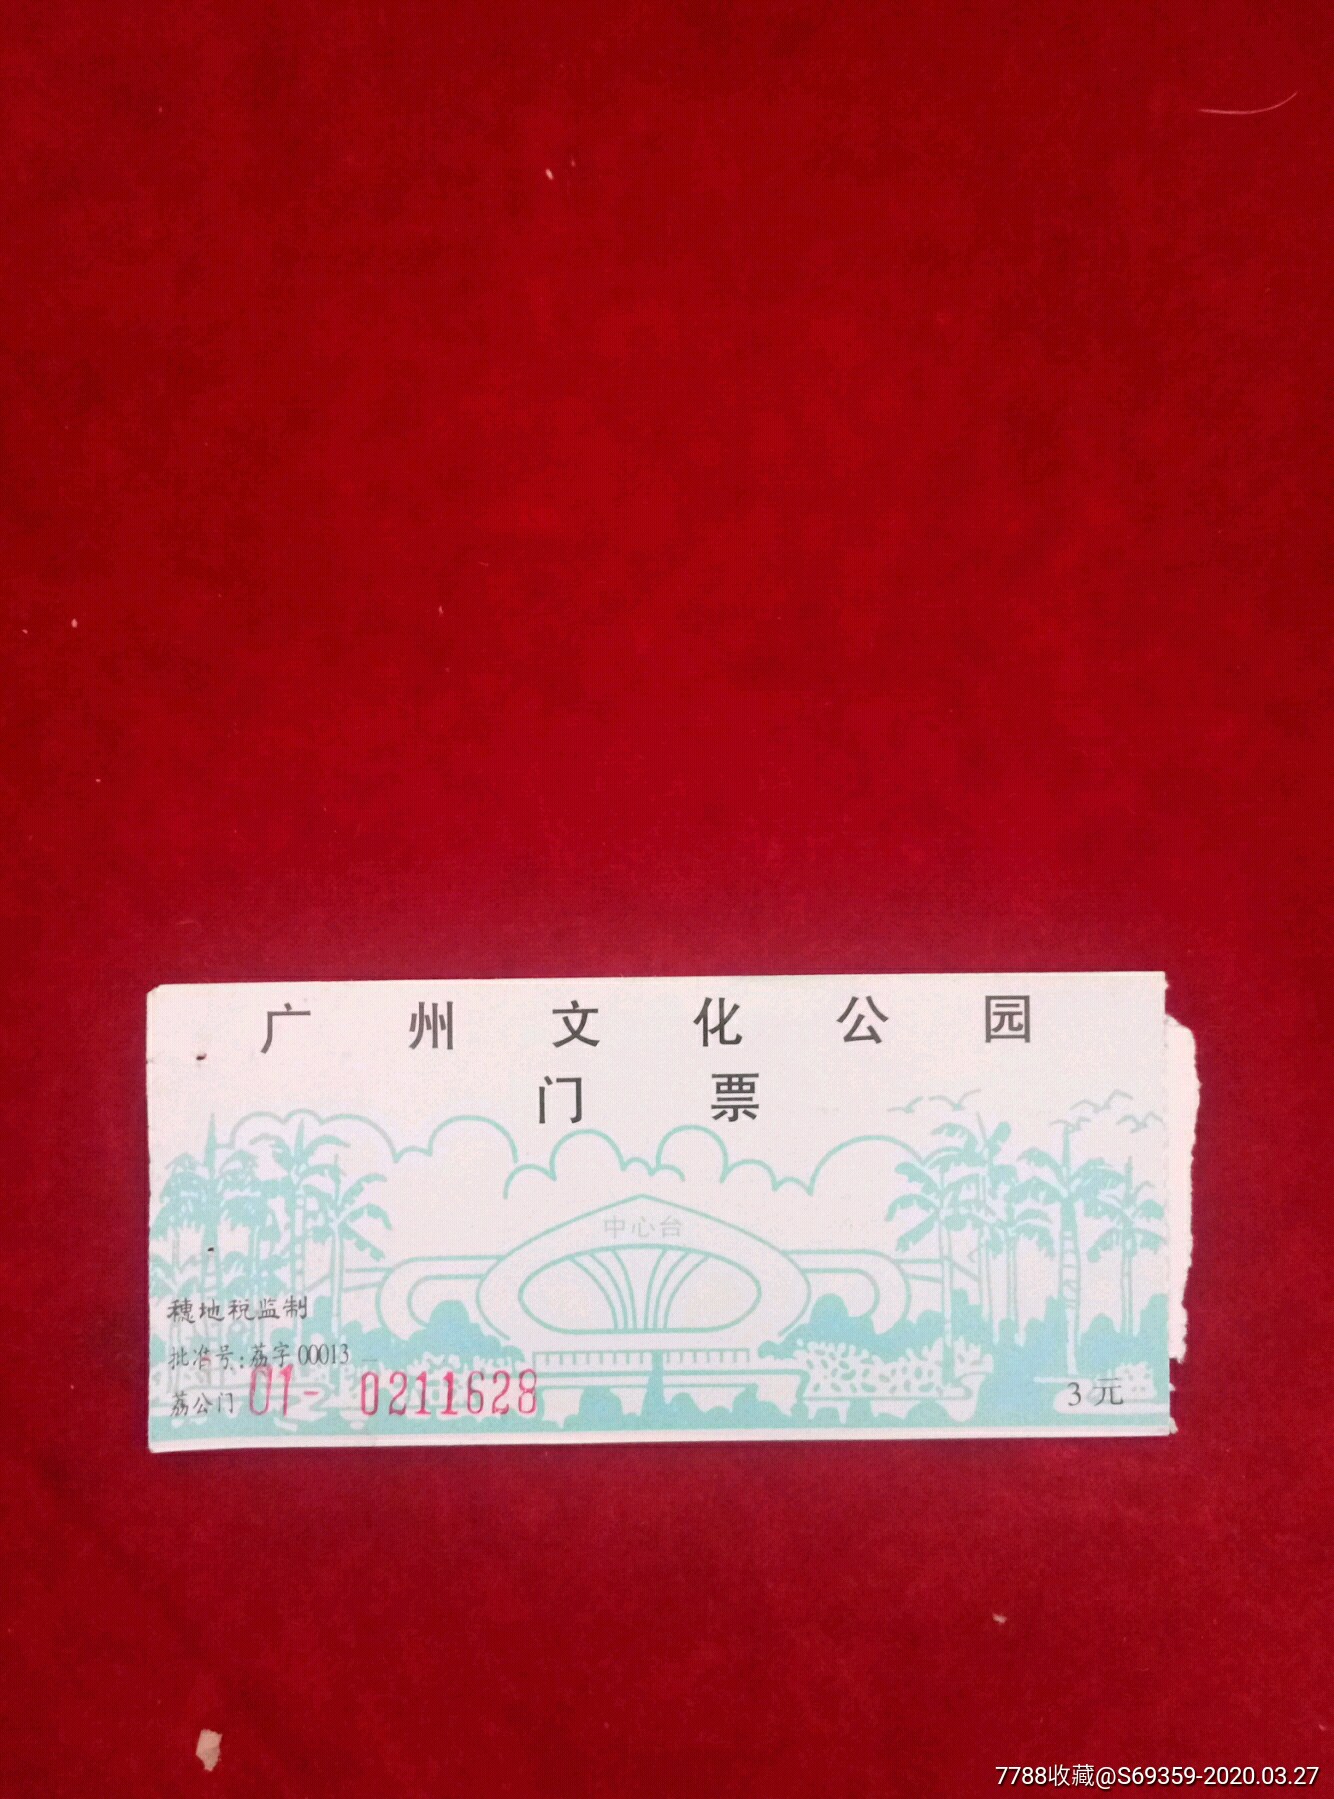 广州文化公园
门票
中心台
穗地税监制
批准号:荔字00013
荔公门 01- 0211628
3元
7788收藏@S69359-2020.03.27